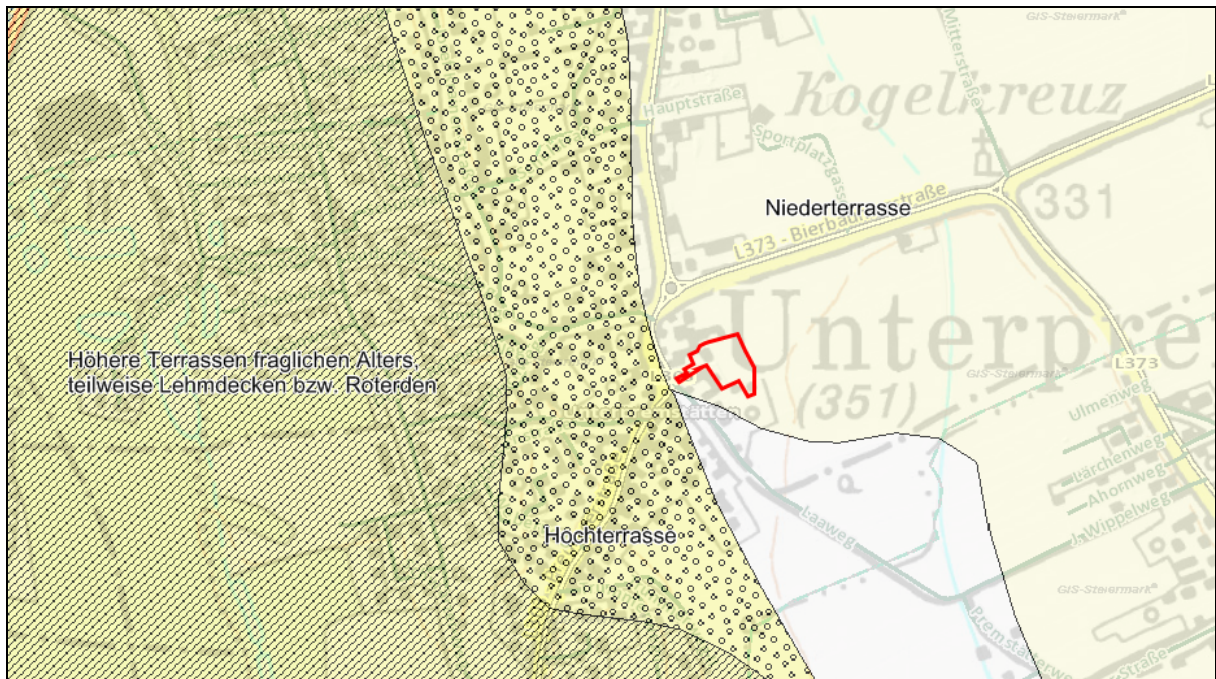 GIS-Steiermark
Mitterstraße
Kogelkreuz
Hauptstraße
Sportplatzgasse
Niederterrasse
331
L373 - Bierbaumerstraße
Unterpre
Höhere Terrassen fraglichen Alters,
teilweise Lehmdecken bzw. Roterden
GIS-Steiermark
L373
(351)
Ulmenweg
Lärchenweg
Ahornweg
J. Wippelweg
Laaweg
Hochterrasse
GIS-Steiermark